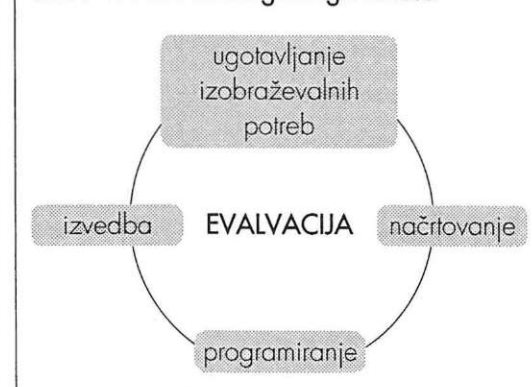 ugotavljanje
izobraževalnih
potreb
izvedba
EVALVACIJA
načrtovanje
programiranje